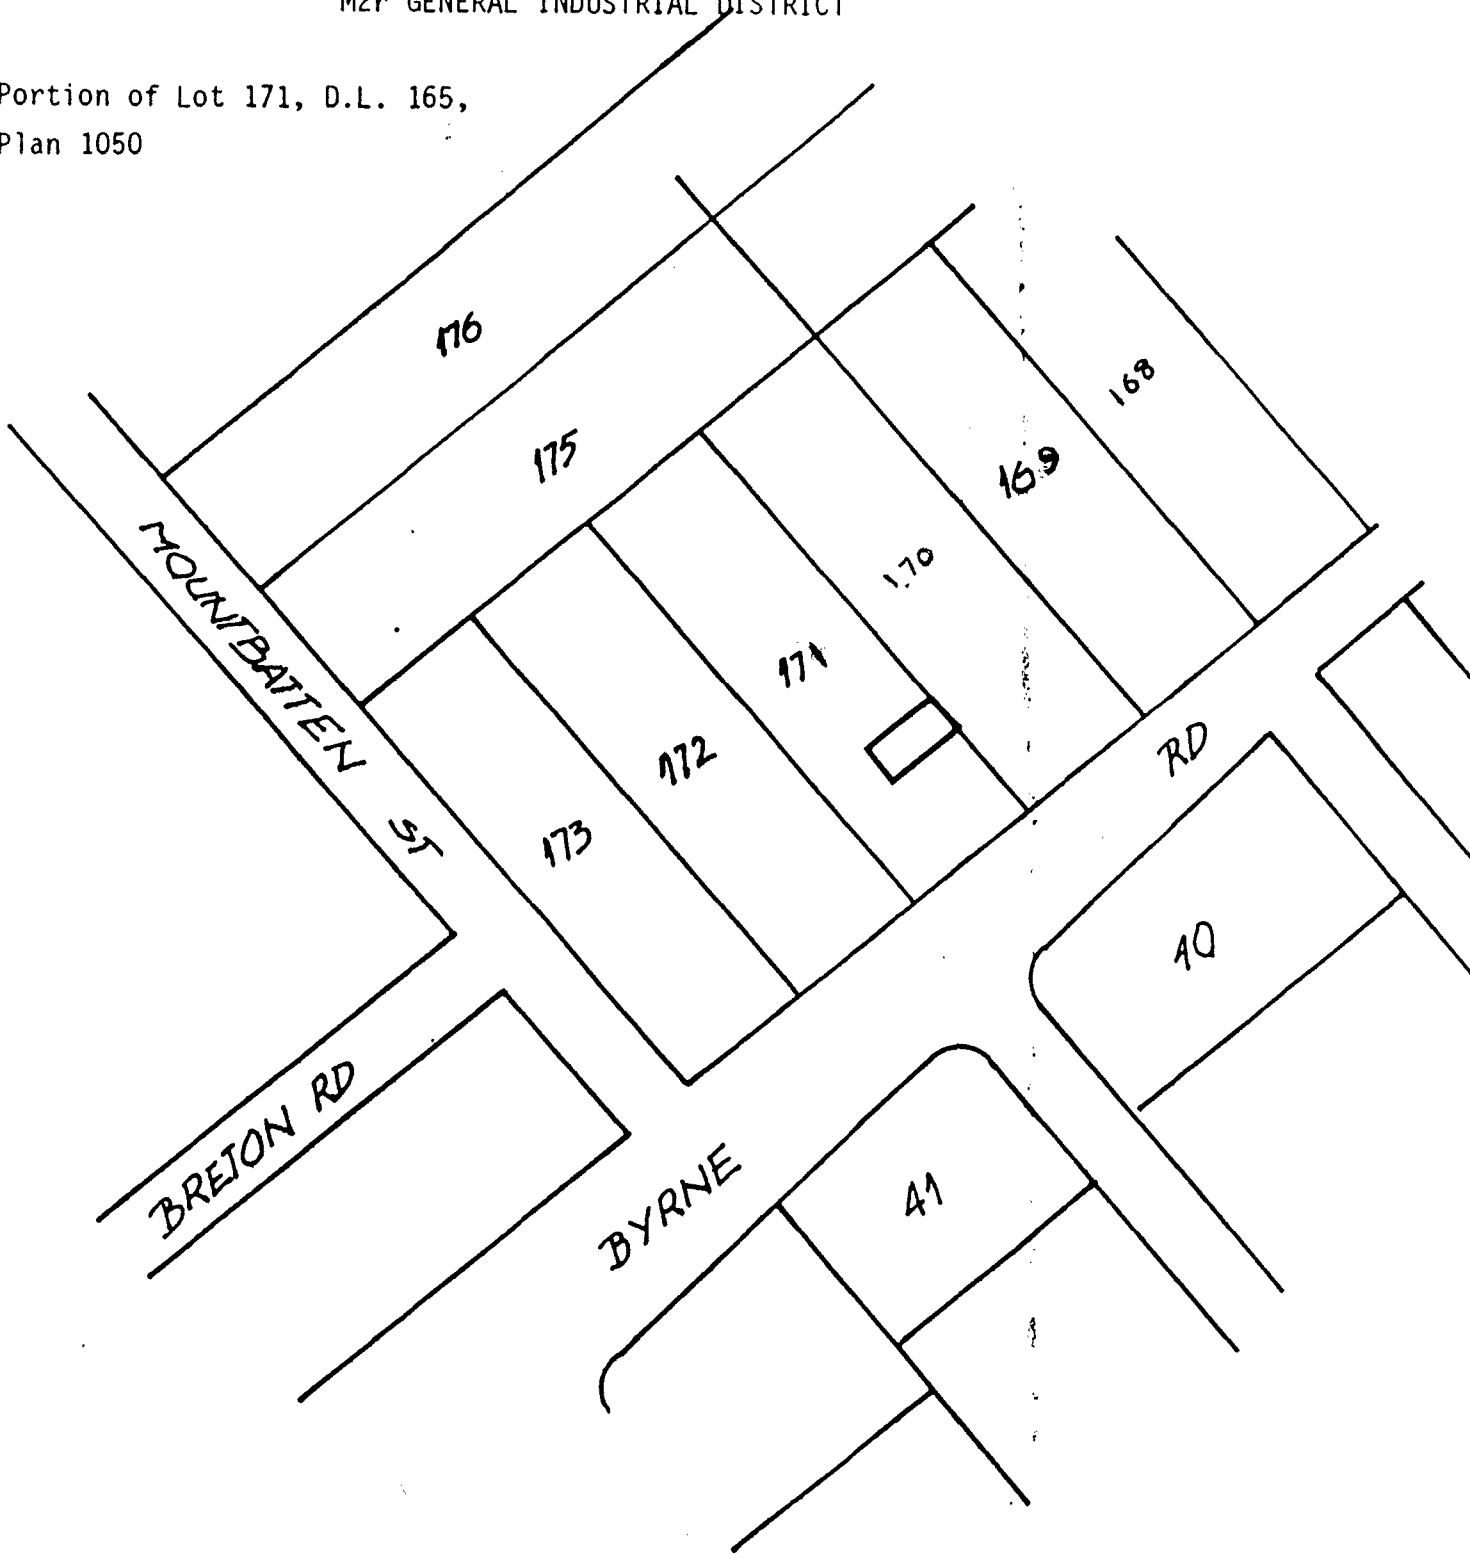 M2r GENERAL INDUSTRIAL DISTRICT
Portion of Lot 171, D.L. 165,
Plan 1050
176
175
168
169
170
171
172
173
MOUNTBATTEN ST
RD
40
BRETON RD
BYRNE
41